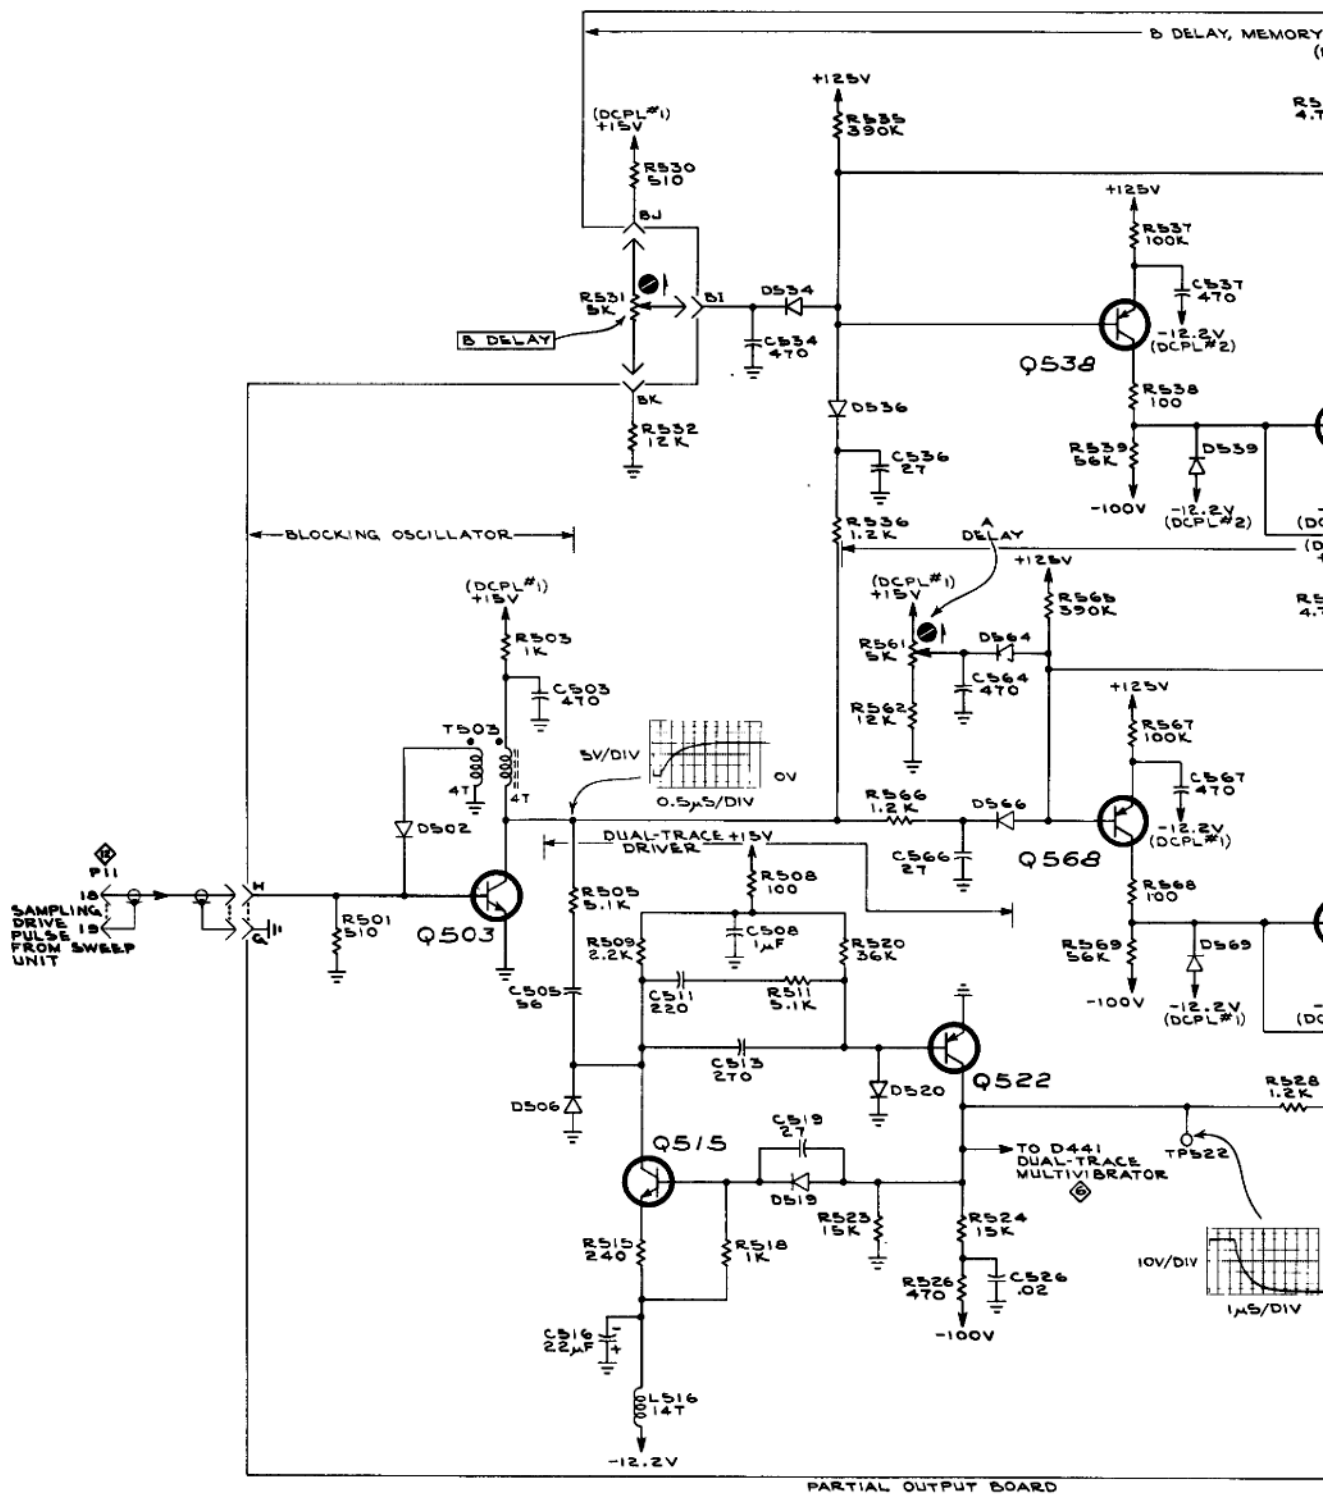 B DELAY, MEMORY
+125V
R535
390K
(DCPL#1)
+15V
R530
510
BJ
+125V
R537
100K
C537
470
-12.2V
(DCPL#2)
R531
5K
BI
D534
B DELAY
C534
470
Q538
BK
R538
100
R532
12K
D536
C536
27
R539
56K
D539
-100V
-12.2V
(DCPL#2)
BLOCKING OSCILLATOR
R536
1.2K
A
DELAY
+125V
(DCPL#1)
+15V
R565
390K
(DCPL#1)
+15V
R503
1K
R561
5K
D564
C564
470
C503
470
R562
12K
+125V
R567
100K
T503
5V/DIV
0V
0.5µS/DIV
4T
4T
C567
470
-12.2V
(DCPL#1)
R566
1.2K
D566
D502
DUAL-TRACE
DRIVER
+15V
C566
27
Q568
12
P11
18
H
SAMPLING
DRIVE
PULSE
FROM SWEEP
UNIT
19
G
R501
510
Q503
R505
5.1K
R508
100
R568
100
R509
2.2K
C508
1µF
R520
36K
R569
56K
D569
C505
56
C511
220
R511
5.1K
-100V
-12.2V
(DCPL#1)
C513
270
Q522
D506
D520
R528
1.2K
Q515
C519
27
D519
TO D441
DUAL-TRACE
MULTIVIBRATOR
6
TP522
R523
15K
R524
15K
R515
240
R518
1K
10V/DIV
1µS/DIV
R526
470
C526
.02
-100V
C516
22µF
-
+
L516
14T
-12.2V
PARTIAL OUTPUT BOARD